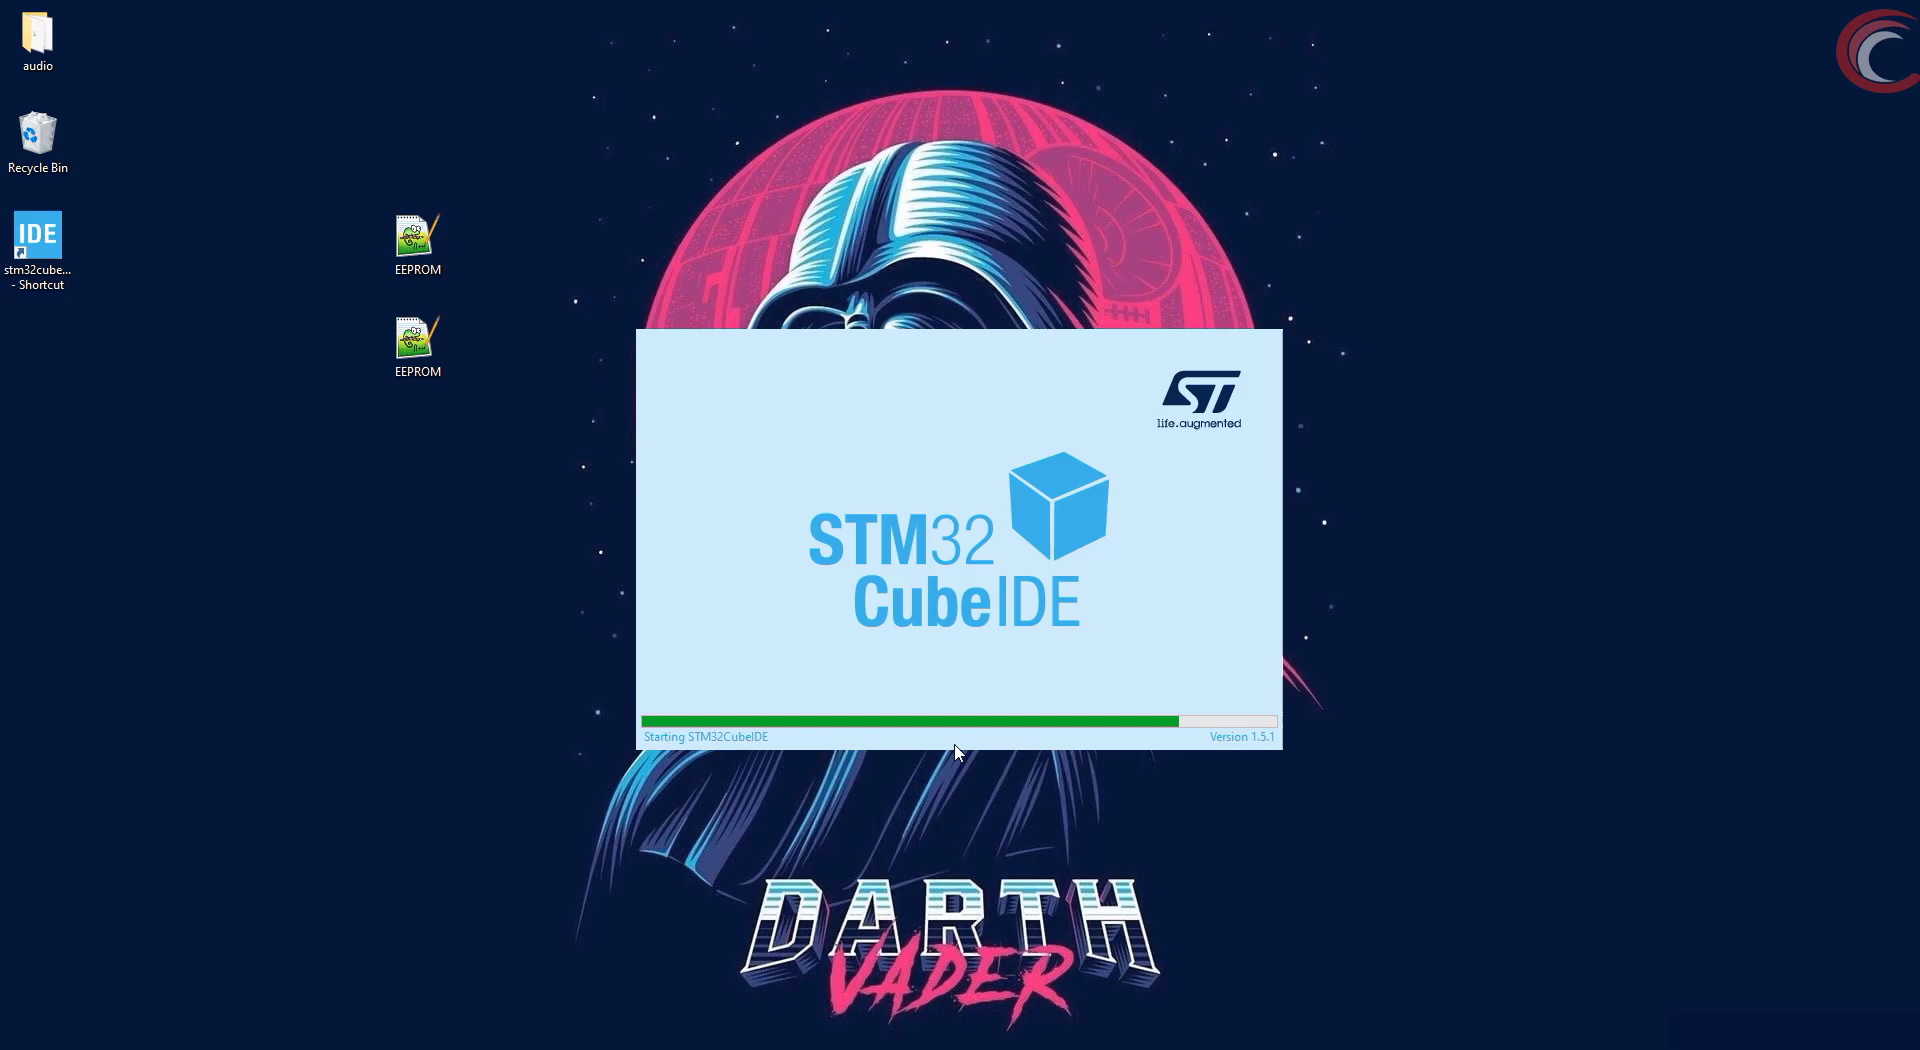 audio
Recycle Bin
IDE
stm32cube...
- Shortcut
EEPROM
EEPROM
ST
life.augmented
STM32
CubeIDE
Starting STM32CubeIDE
Version 1.5.1
DARTH
VADER